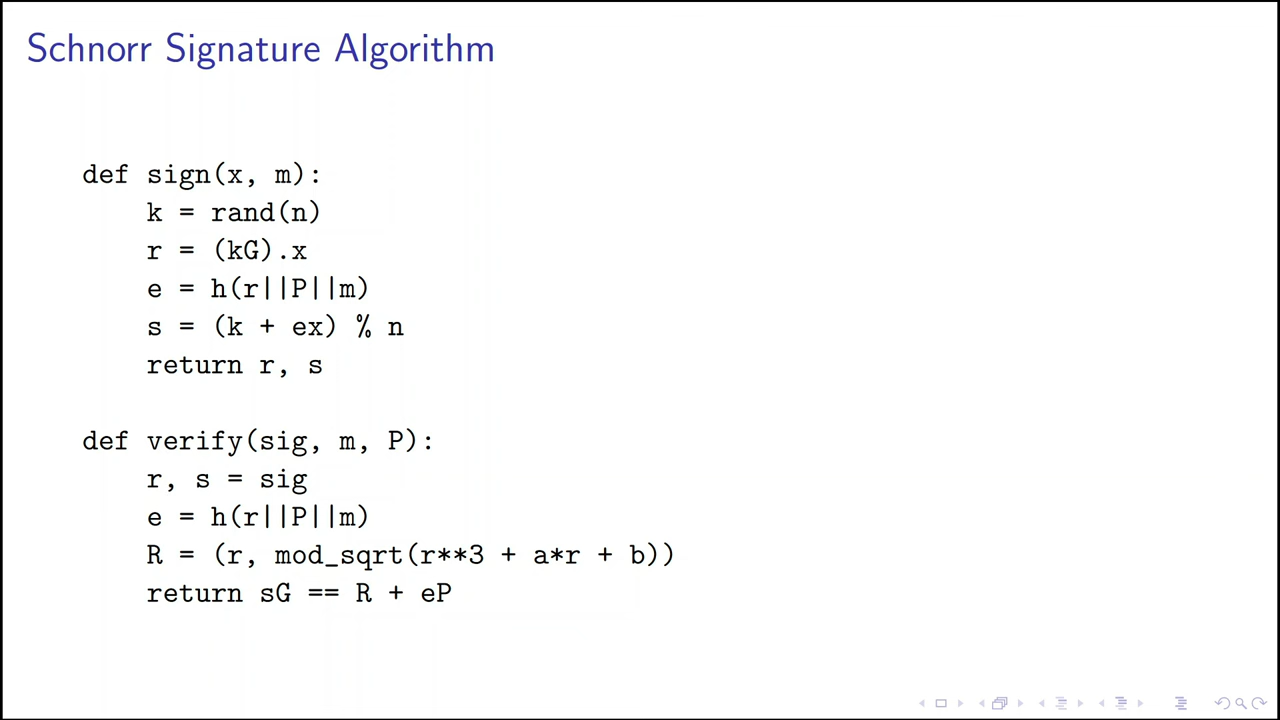 Schnorr Signature Algorithm
def sign(x, m):
    k = rand(n)
    r = (kG).x
    e = h(r||P||m)
    s = (k + ex) % n
    return r, s
def verify(sig, m, P):
    r, s = sig
    e = h(r||P||m)
    R = (r, mod_sqrt(r**3 + a*r + b))
    return sG == R + eP